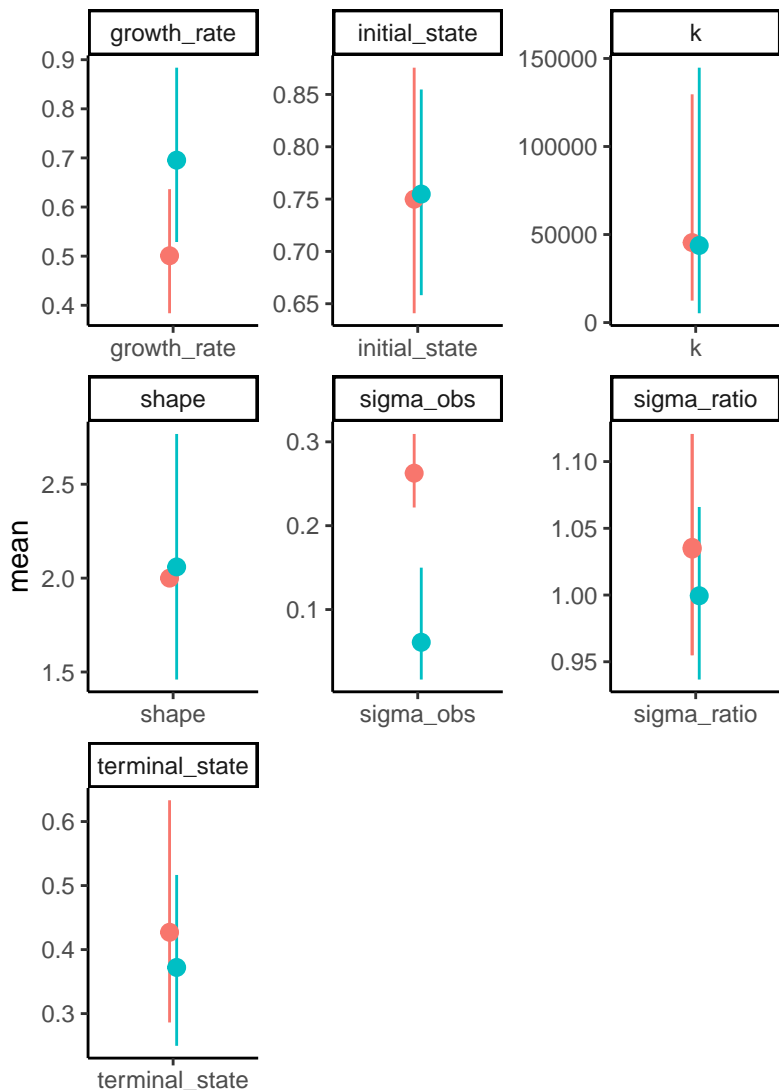 growth_rate
initial_state
k
0.9
0.8
0.7
0.6
0.5
0.4
0.85
0.80
0.75
0.70
0.65
150000
100000
50000
0
growth_rate
initial_state
k
shape
sigma_obs
sigma_ratio
mean
2.5
2.0
1.5
0.3
0.2
0.1
1.10
1.05
1.00
0.95
shape
sigma_obs
sigma_ratio
terminal_state
0.6
0.5
0.4
0.3
terminal_state